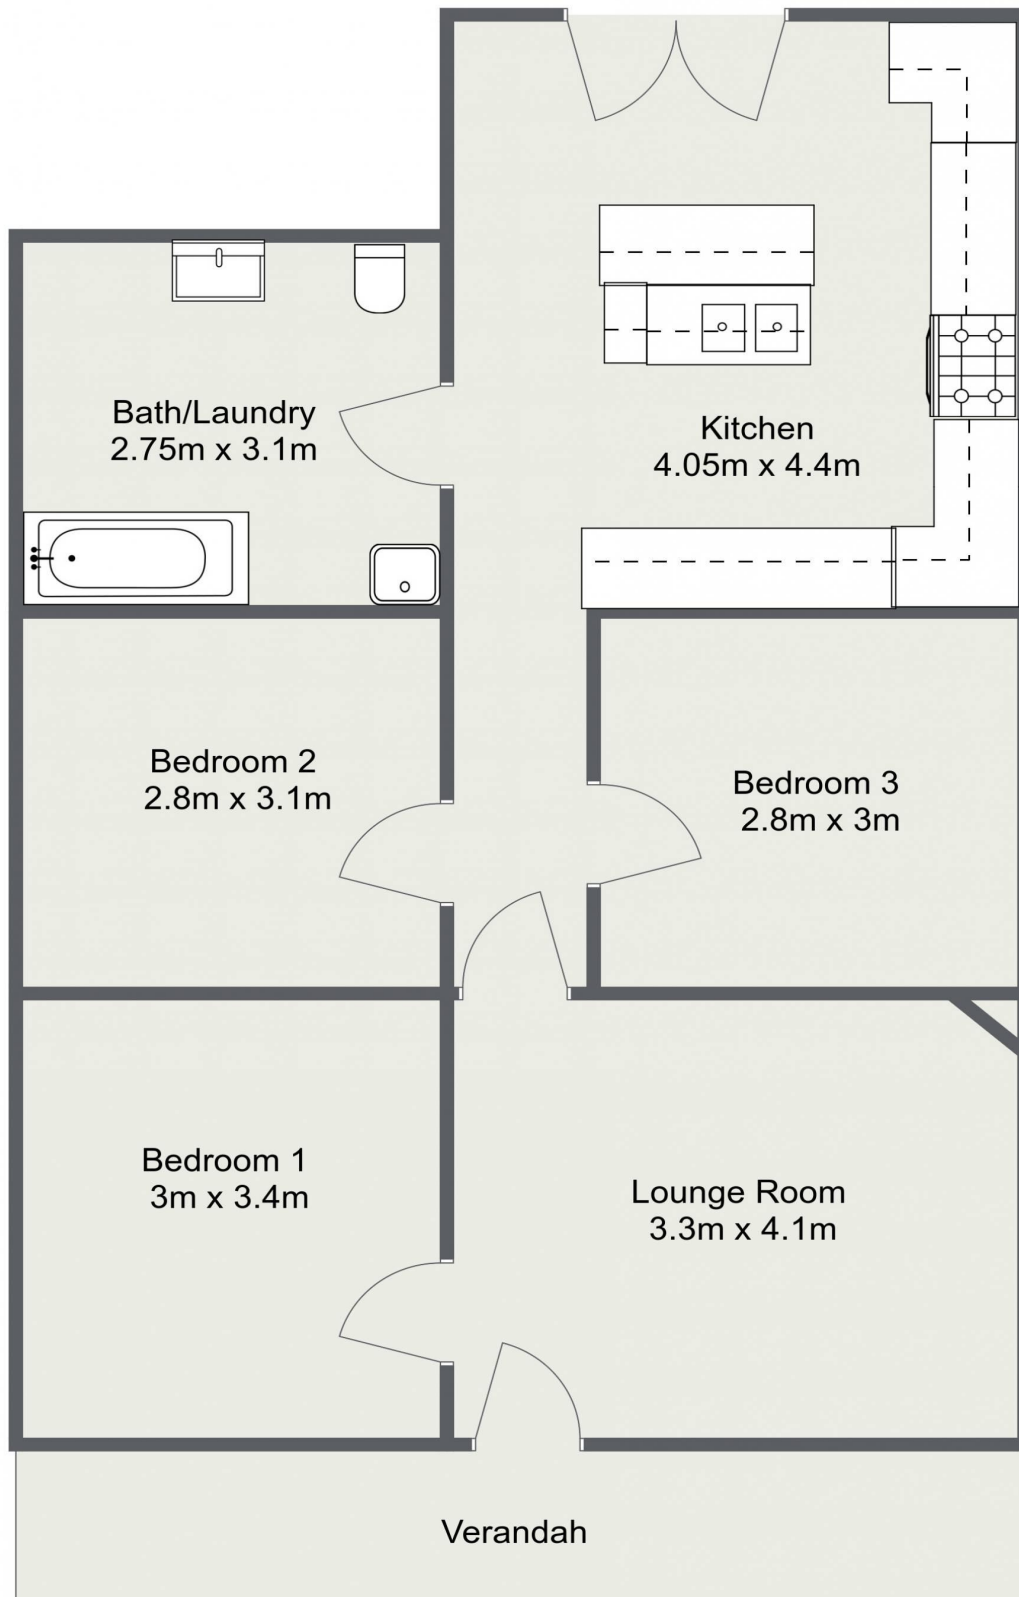 Bath/Laundry
2.75m x 3.1m
Kitchen
4.05m x 4.4m
Bedroom 2
2.8m x 3.1m
Bedroom 3
2.8m x 3m
Bedroom 1
3m x 3.4m
Lounge Room
3.3m x 4.1m
Verandah